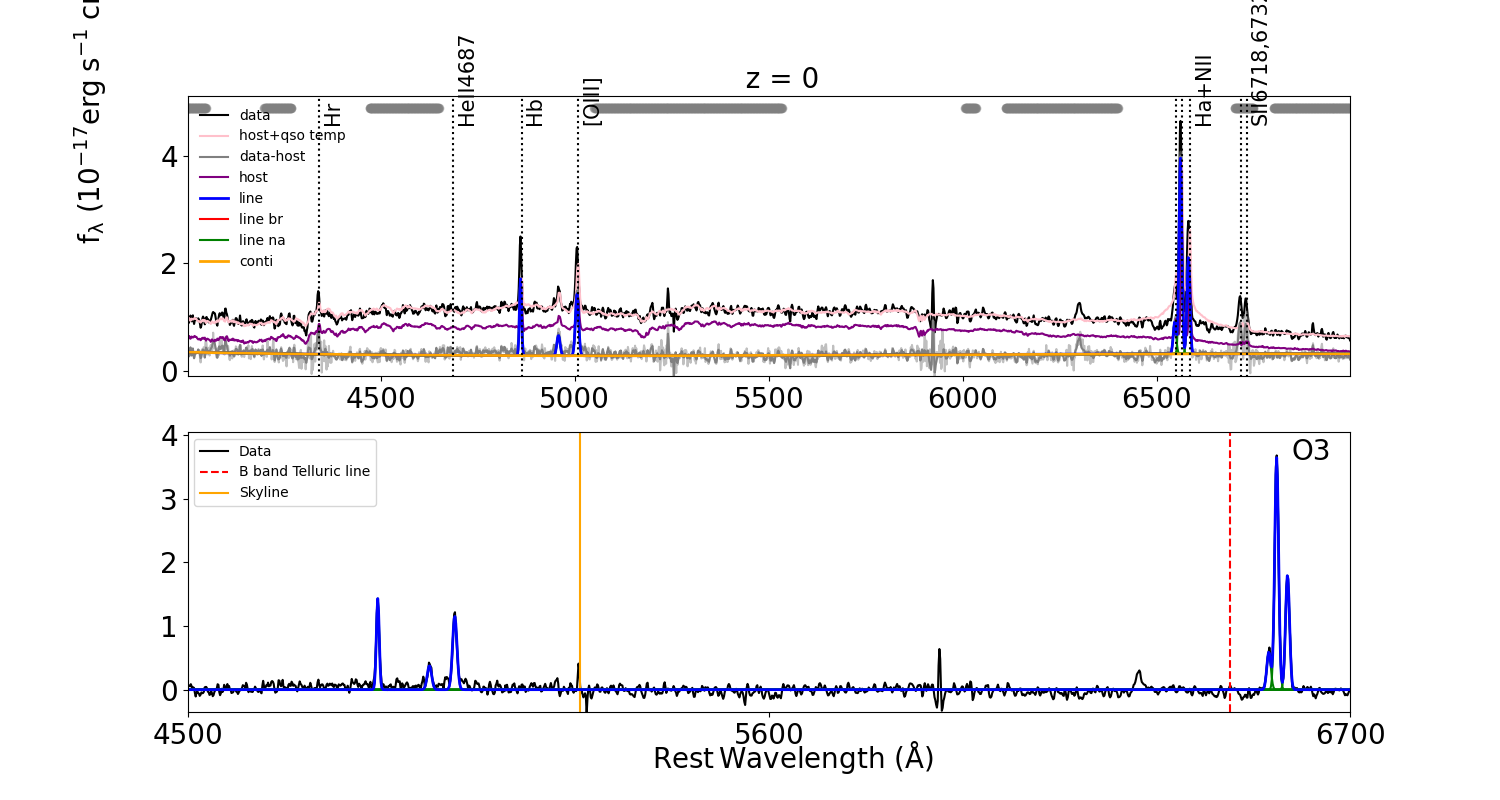 f_λ (10^{−17}erg s^{−1} c
z = 0
Hr
HeII4687
Hb
[OIII]
Ha+NII
SII6718,673
data
host+qso temp
data-host
host
line
line br
line na
conti
4
2
0
4500
5000
5500
6000
6500
Data
B band Telluric line
Skyline
O3
4
3
2
1
0
4500
5600
6700
Rest Wavelength (Å)